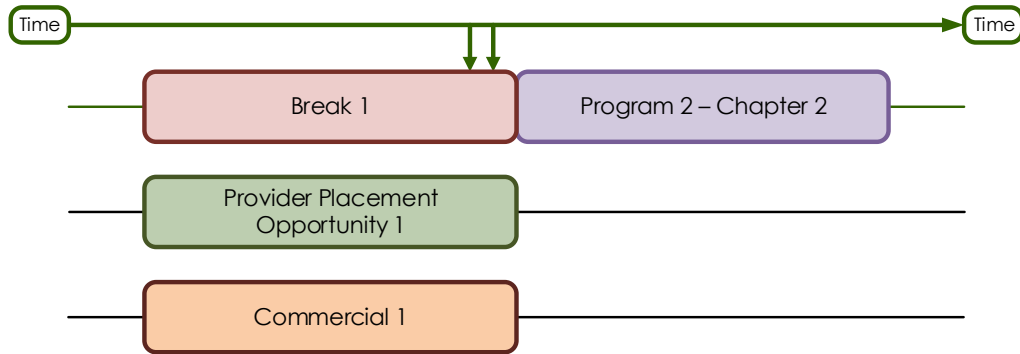 Time
Time
Break 1
Program 2 – Chapter 2
Provider Placement
Opportunity 1
Commercial 1